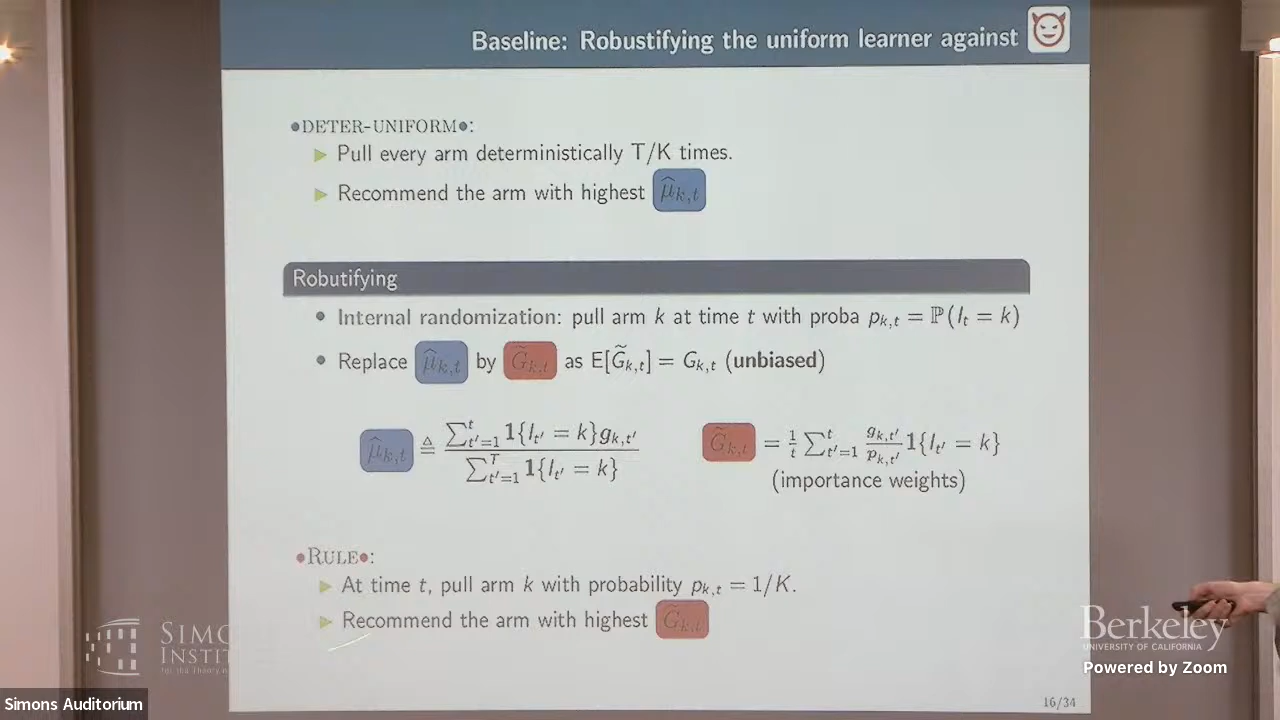 Baseline: Robustifying the uniform learner against
•DETER-UNIFORM•:
Pull every arm deterministically T/K times.
Recommend the arm with highest μ̂_{k,t}
Robutifying
• Internal randomization: pull arm k at time t with proba p_{k,t} = ℙ(I_t = k)
• Replace μ̂_{k,t} by G̃_{k,t} as E[G̃_{k,t}] = G_{k,t} (unbiased)
μ̂_{k,t} ≜ ∑_{t'=1}^{t} 1{I_{t'} = k}g_{k,t'} / ∑_{t'=1}^{T} 1{I_{t'} = k}
G̃_{k,t} = 1/t ∑_{t'=1}^{t} g_{k,t'}/p_{k,t'} 1{I_{t'} = k}
(importance weights)
•RULE•:
At time t, pull arm k with probability p_{k,t} = 1/K.
Recommend the arm with highest G̃_{k,t}
16/34
Berkeley
UNIVERSITY OF CALIFORNIA
Powered by Zoom
Simons Auditorium